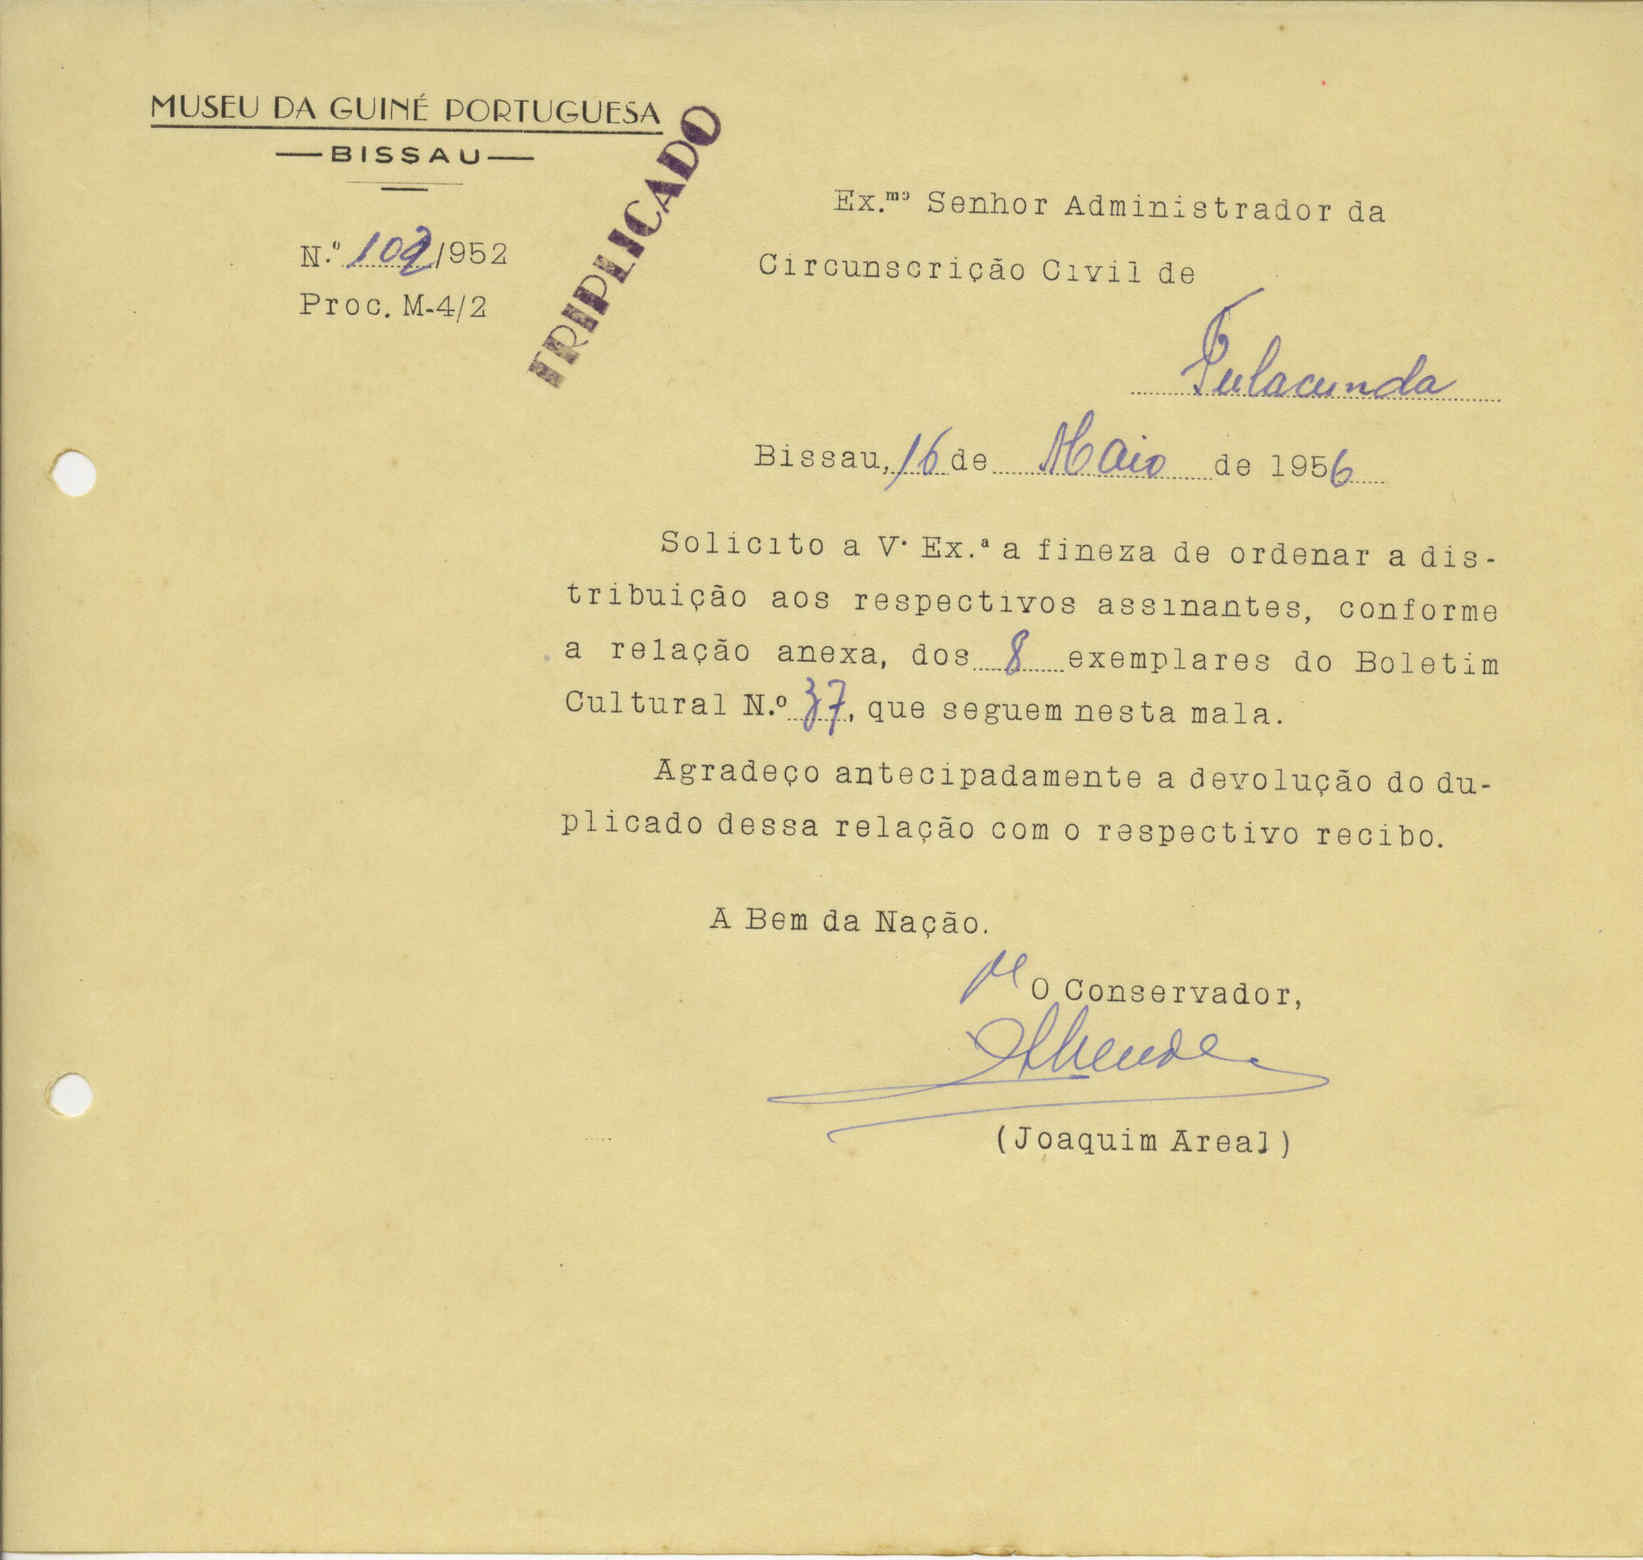 MUSEU DA GUINÉ PORTUGUESA
—BISSAU—
TRIPLICADO
N.º 102/952
Proc. M-4/2
Ex.mo Senhor Administrador da
Circunscrição Civil de
Fulacunda
Bissau, 16 de Maio de 1956
Solicito a V. Ex.ª a fineza de ordenar a dis-
tribuição aos respectivos assinantes, conforme
a relação anexa, dos 8 exemplares do Boletim
Cultural N.º 37, que seguem nesta mala.
Agradeço antecipadamente a devolução do du-
plicado dessa relação com o respectivo recibo.
A Bem da Nação.
O Conservador,
(Joaquim Areal)